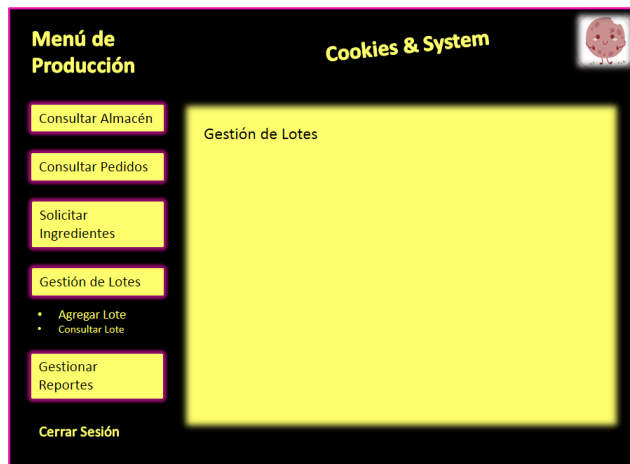 Menú de
Producción
Cookies & System
Consultar Almacén
Consultar Pedidos
Solicitar
Ingredientes
Gestión de Lotes
• Agregar Lote
• Consultar Lote
Gestionar
Reportes
Cerrar Sesión
Gestión de Lotes